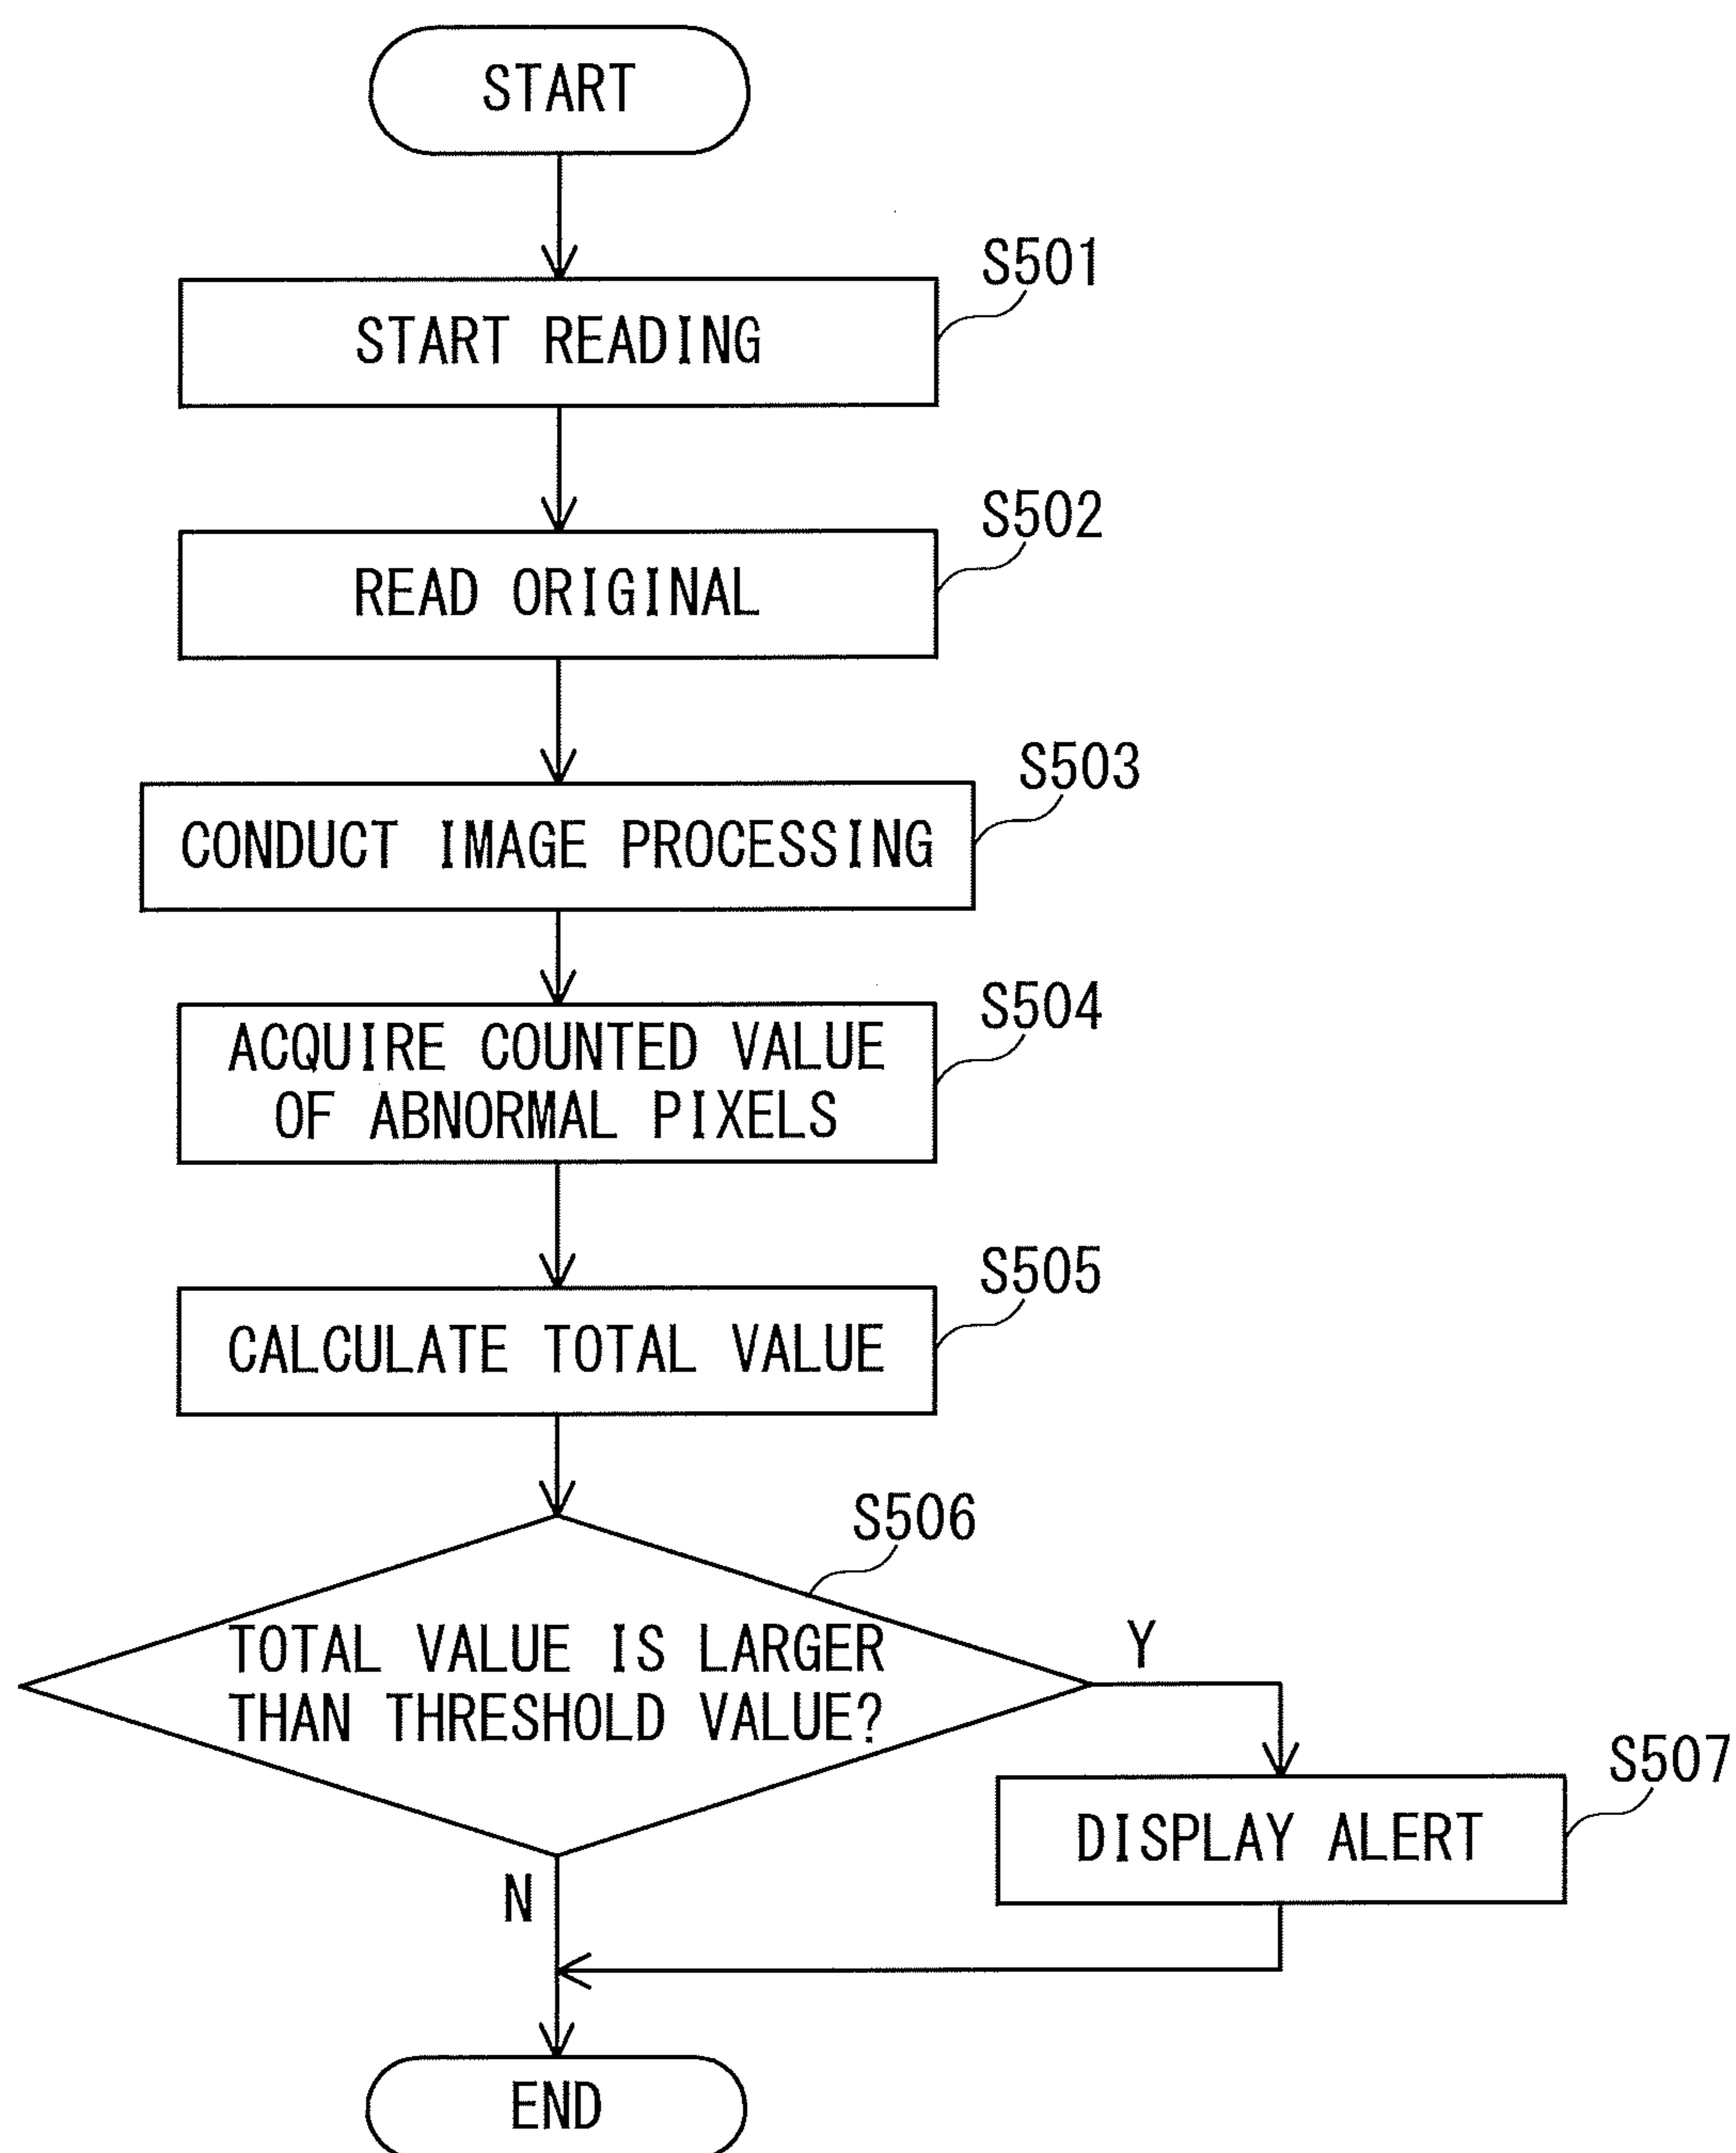 START
S501
START READING
S502
READ ORIGINAL
S503
CONDUCT IMAGE PROCESSING
S504
ACQUIRE COUNTED VALUE
OF ABNORMAL PIXELS
S505
CALCULATE TOTAL VALUE
S506
TOTAL VALUE IS LARGER
THAN THRESHOLD VALUE?
Y
S507
DISPLAY ALERT
N
END